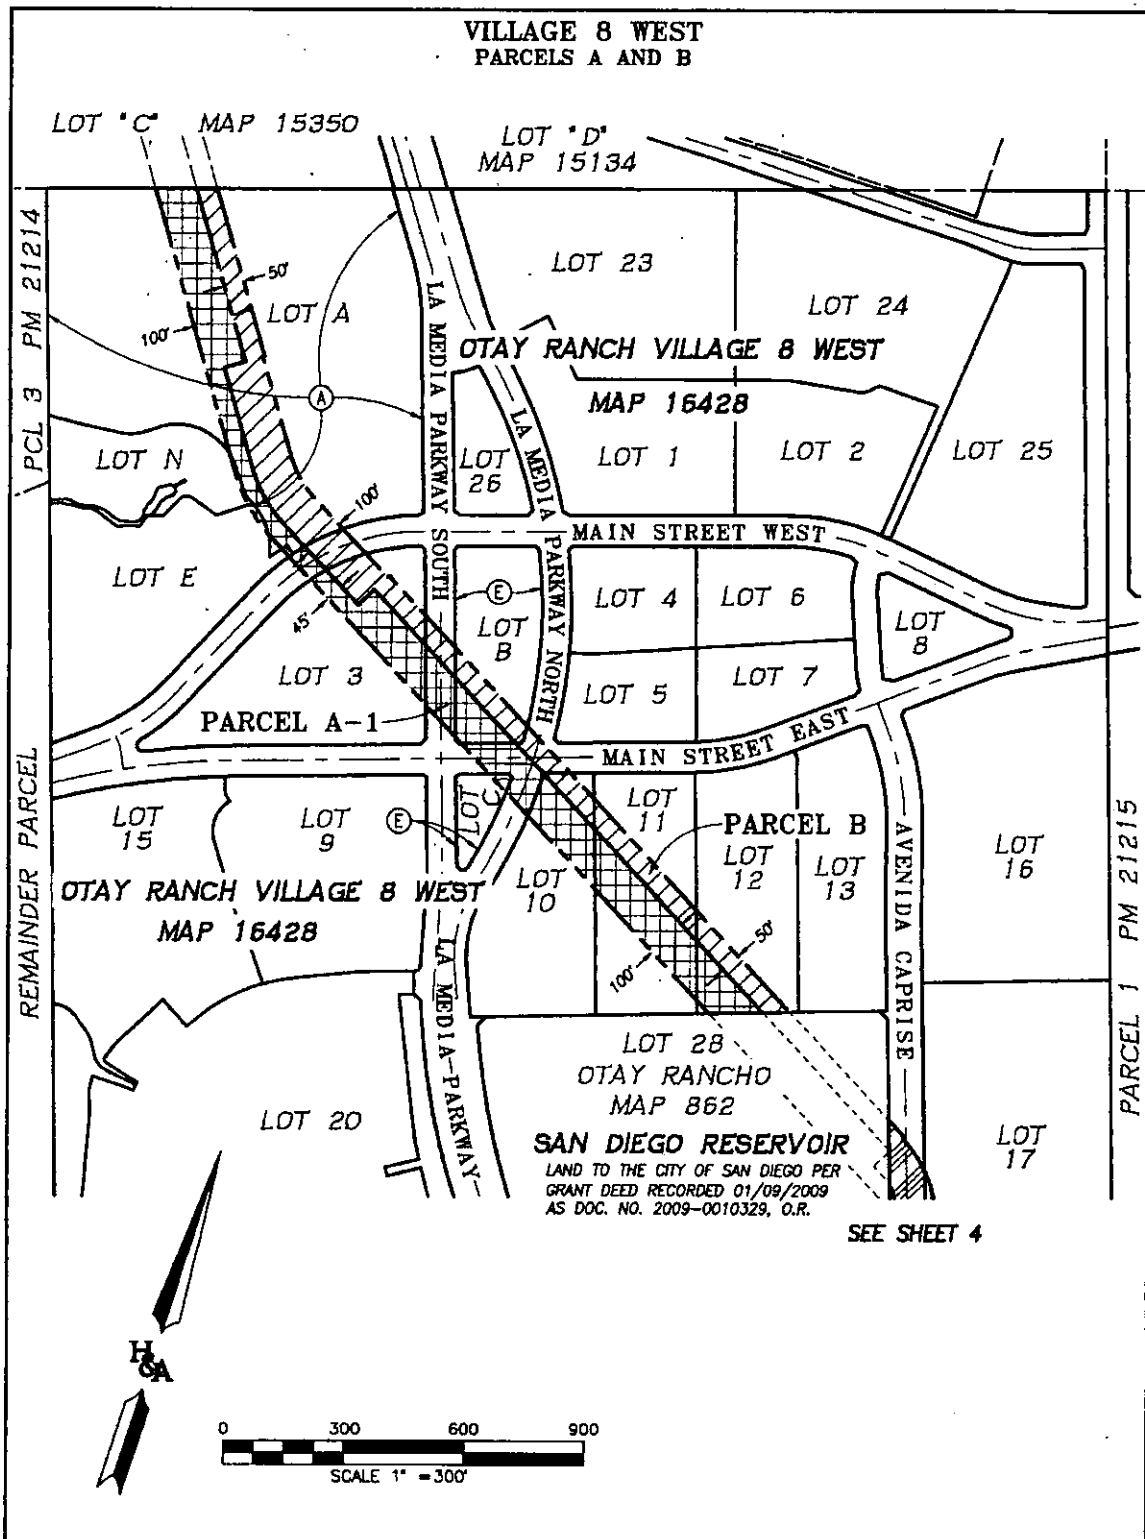 VILLAGE 8 WEST
PARCELS A AND B
LOT "C" MAP 15350
LOT "D"
MAP 15134
PCL 3 PM 21214
50'
100'
LOT A
LOT 23
LOT 24
OTAY RANCH VILLAGE 8 WEST
MAP 16428
A
LA MEDIA PARKWAY SOUTH
LA MEDIA PARKWAY NORTH
LOT N
LOT
26
LOT 1
LOT 2
LOT 25
100'
MAIN STREET WEST
LOT E
45'
E
LOT
B
LOT 4
LOT 6
LOT
8
LOT 3
LOT 5
LOT 7
PARCEL A-1
MAIN STREET EAST
REMAINDER PARCEL
LOT
15
LOT
9
E
LOT
C
LOT
11
PARCEL B
LOT
12
LOT
13
LOT
16
LOT
10
OTAY RANCH VILLAGE 8 WEST
MAP 16428
50'
100'
AVENIDA CAPRISE
PARCEL 1 PM 21215
LA MEDIA PARKWAY
LOT 28
OTAY RANCHO
MAP 862
LOT 20
SAN DIEGO RESERVOIR
LAND TO THE CITY OF SAN DIEGO PER
GRANT DEED RECORDED 01/09/2009
AS DOC. NO. 2009-0010329, O.R.
LOT
17
SEE SHEET 4
H&A
0 300 600 900
SCALE 1" =300'